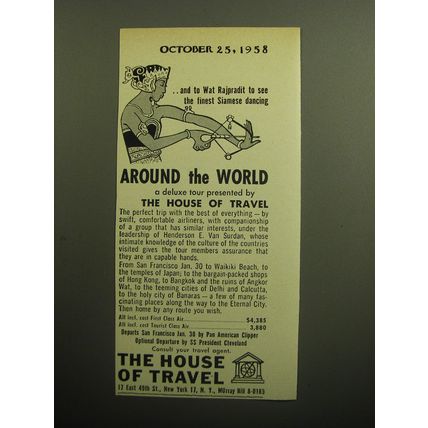 OCTOBER 25, 1958
. . and to Wat Rajpradit to see
the finest Siamese dancing
AROUND the WORLD
a deluxe tour presented by
THE HOUSE OF TRAVEL
The perfect trip with the best of everything — by
swift, comfortable airliners, with companionship
of a group that has similar interests, under the
leadership of Henderson E. Van Surdan, whose
intimate knowledge of the culture of the countries
visited gives the tour members assurance that
they are in capable hands.
From San Francisco Jan. 30 to Waikiki Beach, to
the temples of Japan; to the bargain-packed shops
of Hong Kong, to Bangkok and the ruins of Angkor
Wat, to the teeming cities of Delhi and Calcutta,
to the holy city of Banaras — a few of many fas-
cinating places along the way to the Eternal City.
Then home by any route you wish.
All incl. cost First Class Air $4,385
All incl. cost Tourist Class Air 3,880
Departs San Francisco Jan. 30 by Pan American Clipper
Optional Departure by SS President Cleveland
Consult your travel agent.
THE HOUSE
OF TRAVEL
17 East 49th St., New York 17, N. Y., MUrray Hill 8-0103